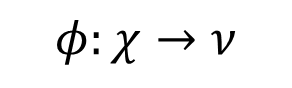 𝜙: 𝜒 → 𝜈